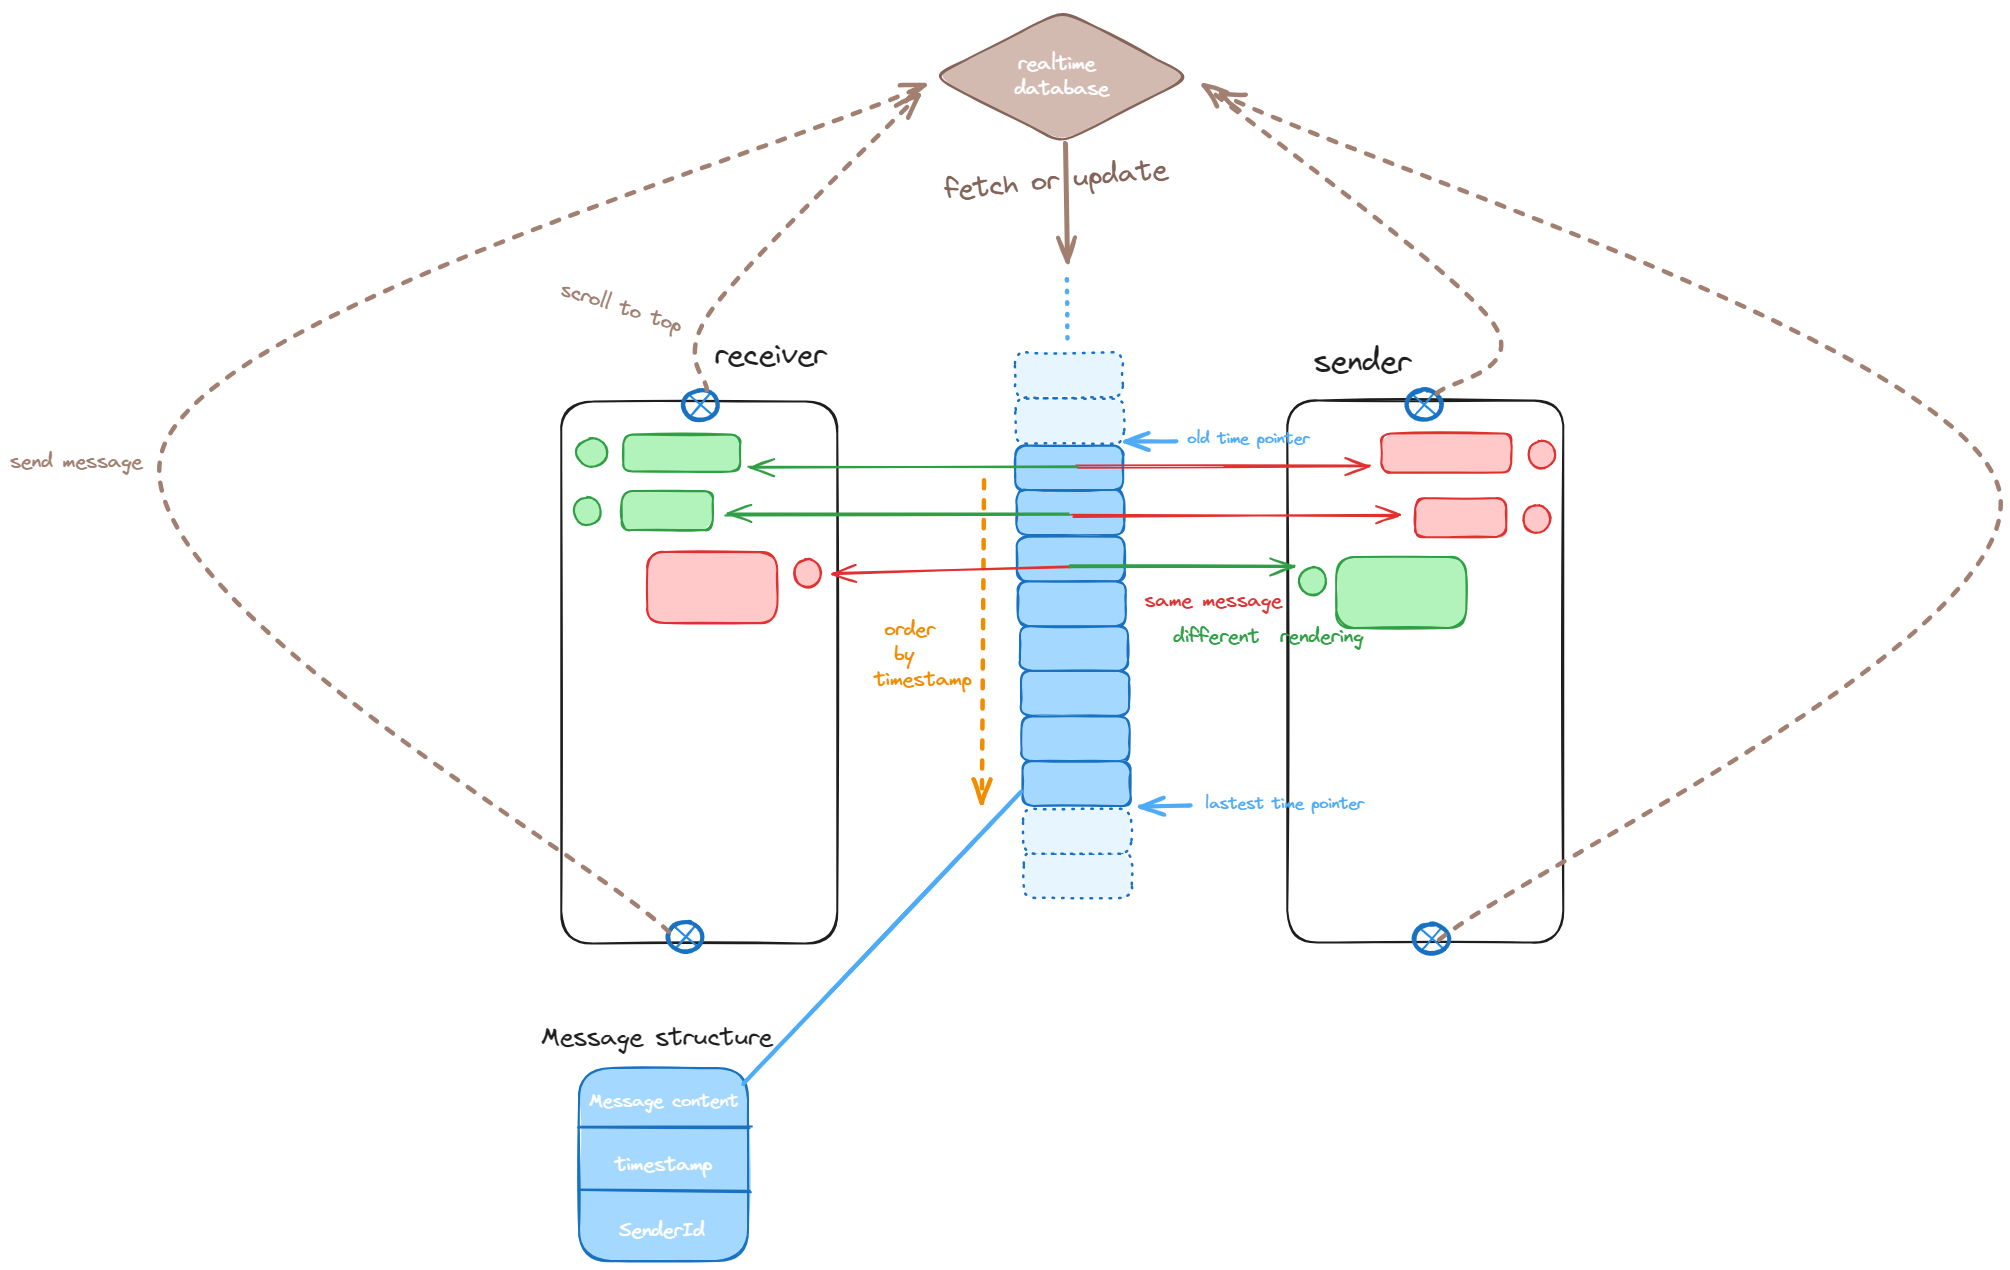 realtime
database
fetch or update
scroll to top
receiver
sender
send message
old time pointer
same message
different rendering
order
by
timestamp
lastest time pointer
Message structure
Message content
timestamp
SenderId